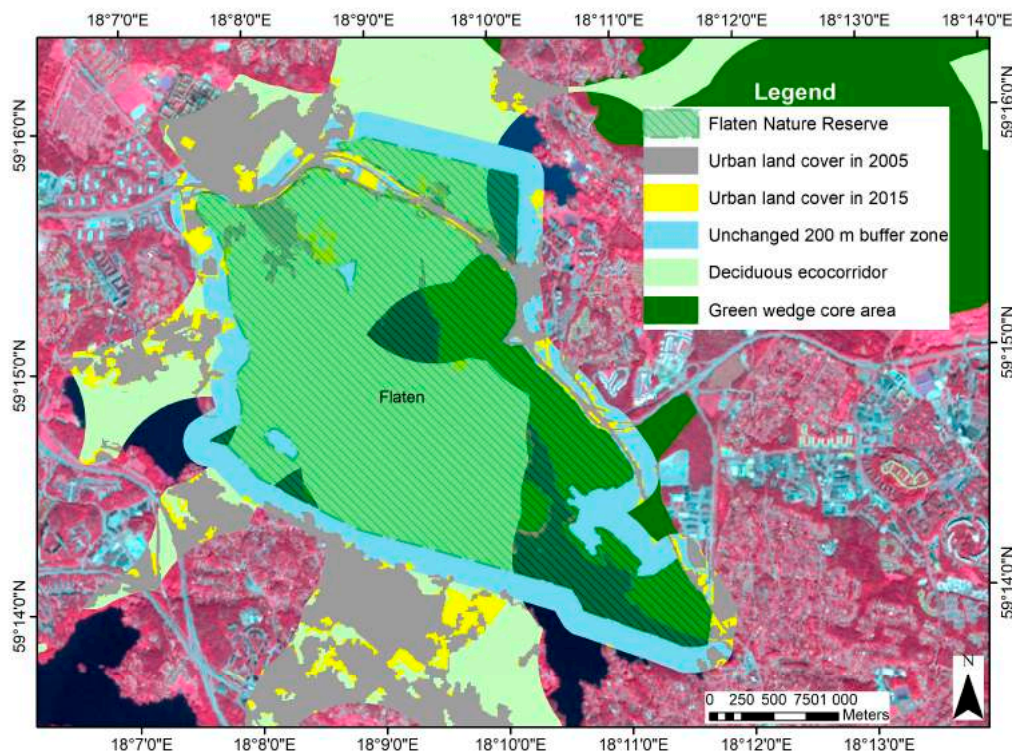 18°7'0"E 18°8'0"E 18°9'0"E 18°10'0"E 18°11'0"E 18°12'0"E 18°13'0"E 18°14'0"E
59°16'0"N
59°16'0"N
Legend
Flaten Nature Reserve
Urban land cover in 2005
Urban land cover in 2015
Unchanged 200 m buffer zone
Deciduous ecocorridor
Green wedge core area
59°15'0"N
59°15'0"N
Flaten
59°14'0"N
59°14'0"N
N
0 250 500 7501 000
Meters
18°7'0"E 18°8'0"E 18°9'0"E 18°10'0"E 18°11'0"E 18°12'0"E 18°13'0"E